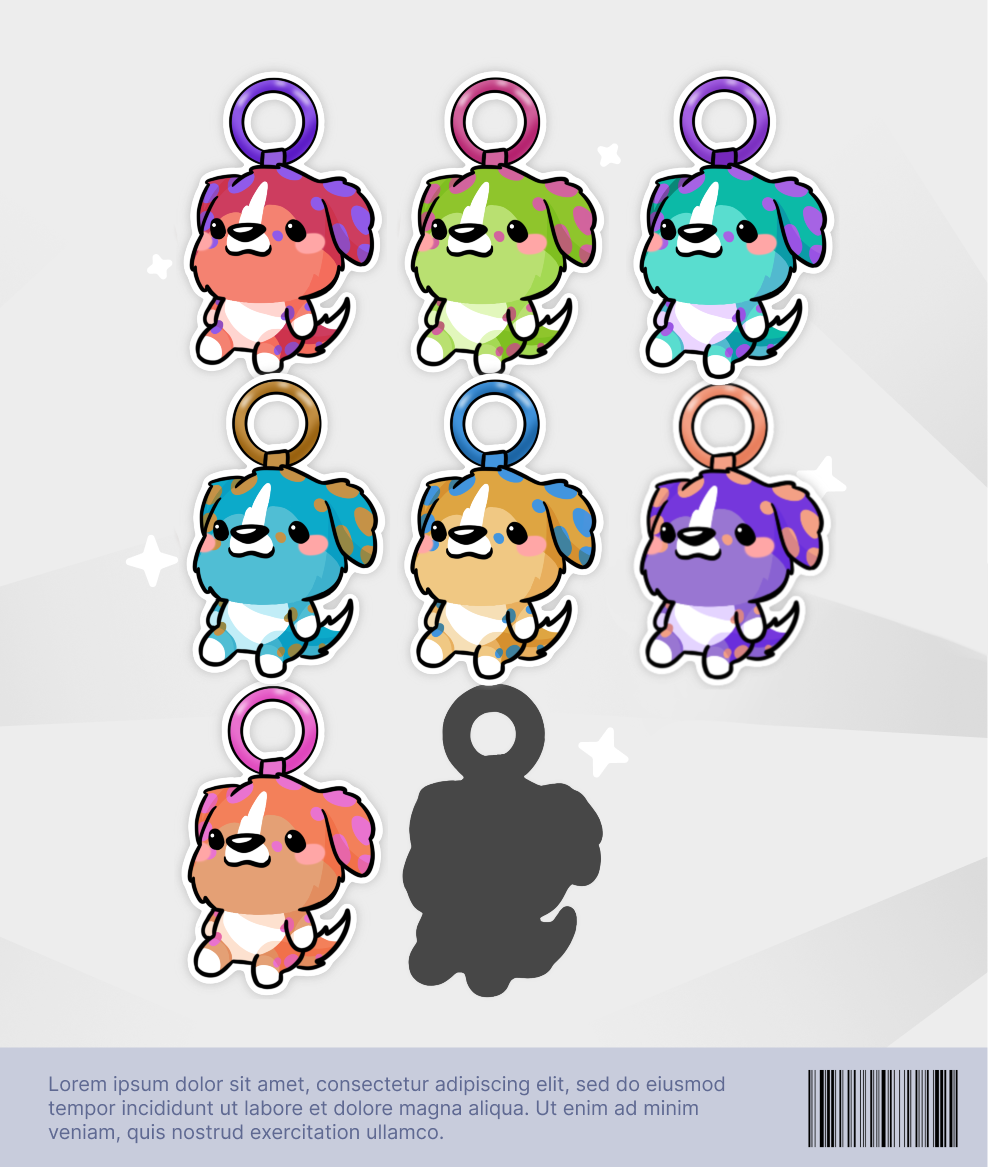 Lorem ipsum dolor sit amet, consectetur adipiscing elit, sed do eiusmod
tempor incididunt ut labore et dolore magna aliqua. Ut enim ad minim
veniam, quis nostrud exercitation ullamco.